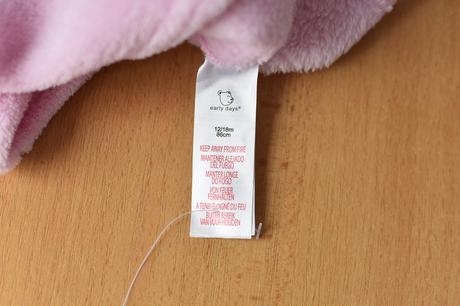 early days®
12/18m
86cm
KEEP AWAY FROM FIRE
MANTENER ALEJADO
DEL FUEGO
MANTER LONGE
DO FOGO
VON FEUER
FERNHALTEN
A TENIR ÉLOIGNÉ DU FEU
BUITEN BEREIK
VAN VUUR HOUDEN